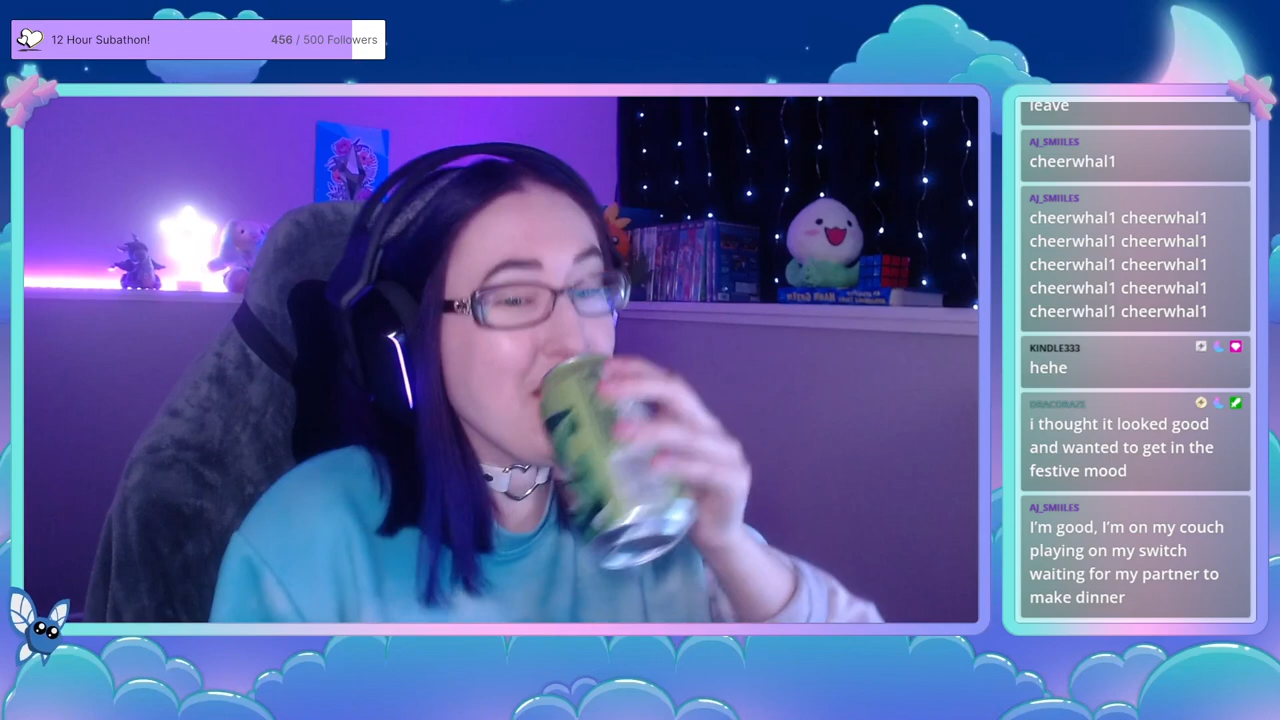 12 Hour Subathon!
456 / 500 Followers
leave
AJ_SMIILES
cheerwhal1
AJ_SMIILES
cheerwhal1 cheerwhal1
cheerwhal1 cheerwhal1
cheerwhal1 cheerwhal1
cheerwhal1 cheerwhal1
cheerwhal1 cheerwhal1
KINDLE333
hehe
i thought it looked good
and wanted to get in the
festive mood
AJ_SMIILES
I'm good, I'm on my couch
playing on my switch
waiting for my partner to
make dinner